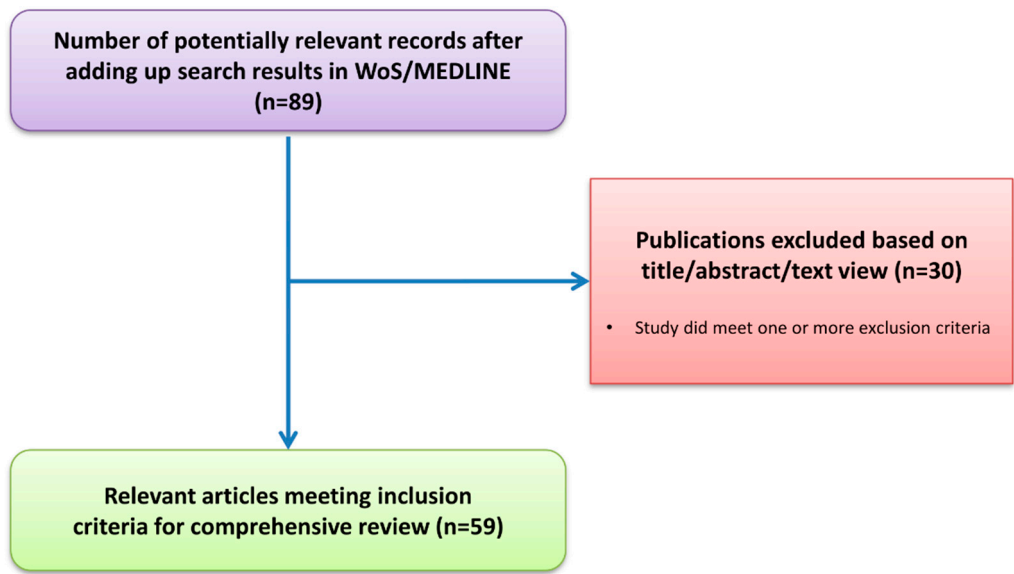 Number of potentially relevant records after
adding up search results in WoS/MEDLINE
(n=89)
Publications excluded based on
title/abstract/text view (n=30)
• Study did meet one or more exclusion criteria
Relevant articles meeting inclusion
criteria for comprehensive review (n=59)